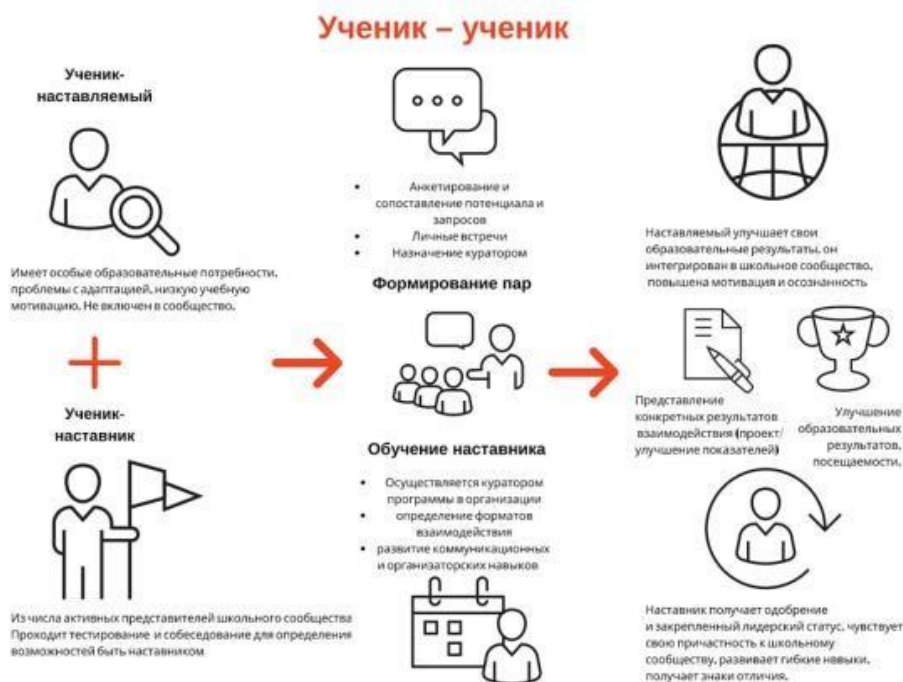 Ученик – ученик
Ученик-
наставляемый
Имеет особые образовательные потребности,
проблемы с адаптацией, низкую учебную
мотивацию. Не включен в сообщество.
Ученик-
наставник
Из числа активных представителей школьного сообщества
Проходит тестирование и собеседование для определения
возможностей быть наставником
• Анкетирование и
сопоставление потенциала и
запросов
• Личные встречи
• Назначение куратором
Формирование пар
Обучение наставника
• Осуществляется куратором
программы в организации
• определение форматов
взаимодействия
• развитие коммуникационных
и организаторских навыков
Наставляемый улучшает свои
образовательные результаты, он
интегрирован в школьное сообщество,
повышена мотивация и осознанность
Представление
конкретных результатов
взаимодействия (проект/
улучшение показателей)
Улучшение
образовательных
результатов,
посещаемости.
Наставник получает одобрение
и закрепленный лидерский статус, чувствует
свою причастность к школьному
сообществу, развивает гибкие навыки,
получает знаки отличия.